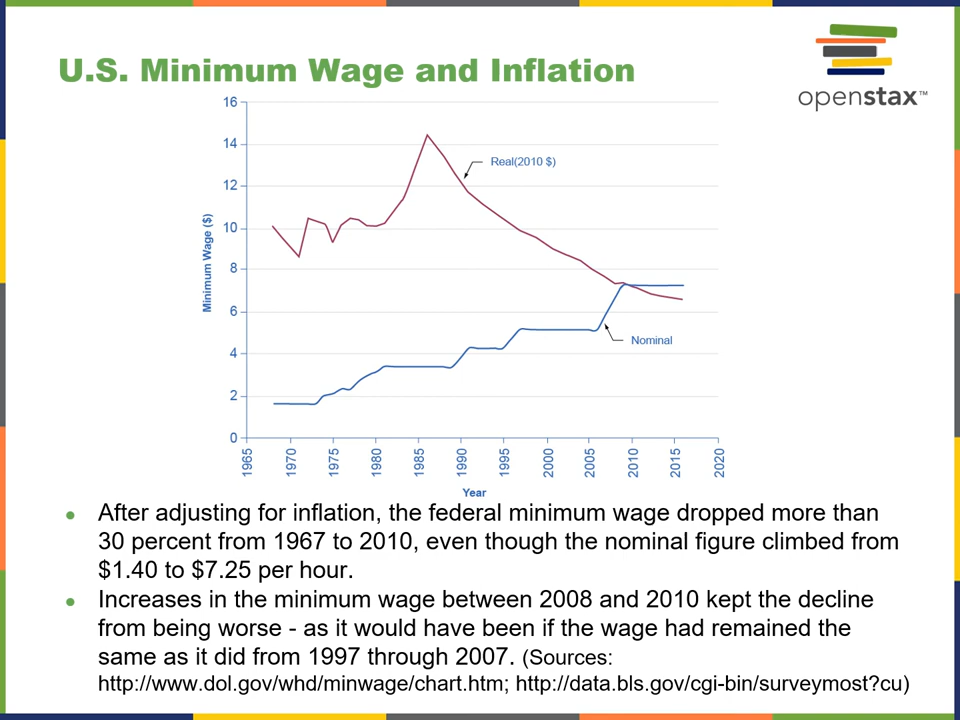 U.S. Minimum Wage and Inflation
openstax™
16
14
12
10
8
6
4
2
0
Minimum Wage ($)
Real(2010 $)
Nominal
1965
1970
1975
1980
1985
1990
1995
2000
2005
2010
2015
2020
Year
● After adjusting for inflation, the federal minimum wage dropped more than
30 percent from 1967 to 2010, even though the nominal figure climbed from
$1.40 to $7.25 per hour.
● Increases in the minimum wage between 2008 and 2010 kept the decline
from being worse - as it would have been if the wage had remained the
same as it did from 1997 through 2007. (Sources:
http://www.dol.gov/whd/minwage/chart.htm; http://data.bls.gov/cgi-bin/surveymost?cu)